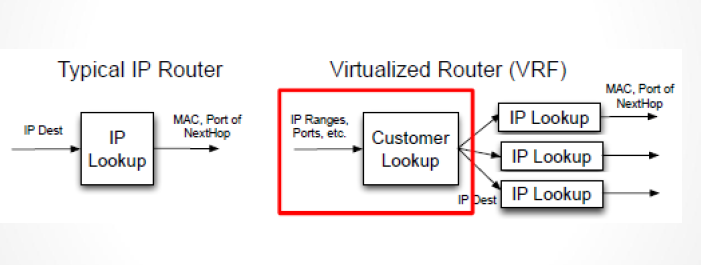 Typical IP Router
IP Dest
IP
Lookup
MAC, Port of
NextHop
Virtualized Router (VRF)
IP Ranges,
Ports, etc.
Customer
Lookup
IP Dest
IP Lookup
IP Lookup
IP Lookup
MAC, Port of
NextHop